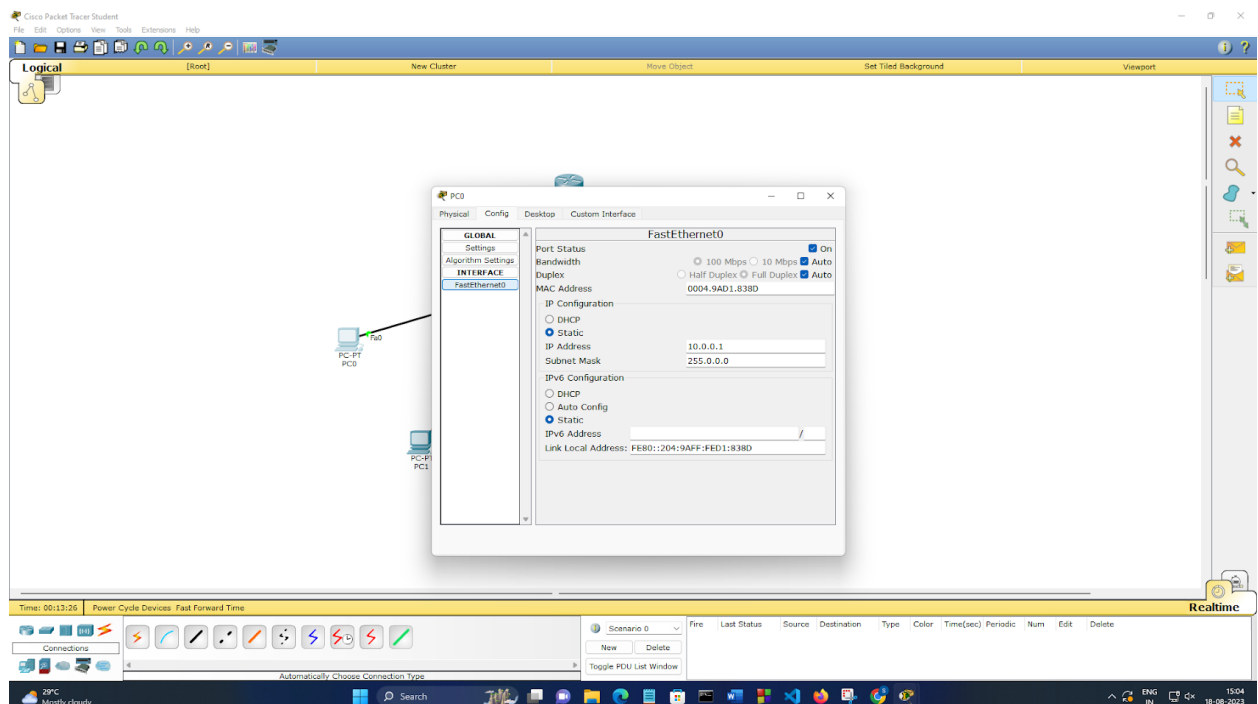 Cisco Packet Tracer Student
File Edit Options View Tools Extensions Help
Logical [Root] New Cluster Move Object Set Tiled Background Viewport
PC0
Physical Config Desktop Custom Interface
GLOBAL
Settings
Algorithm Settings
INTERFACE
FastEthernet0
FastEthernet0
Port Status On
Bandwidth 100 Mbps 10 Mbps Auto
Duplex Half Duplex Full Duplex Auto
MAC Address 0004.9AD1.838D
IP Configuration
DHCP
Static
IP Address 10.0.0.1
Subnet Mask 255.0.0.0
IPv6 Configuration
DHCP
Auto Config
Static
IPv6 Address /
Link Local Address: FE80::204:9AFF:FED1:838D
Fa0
PC-PT
PC0
PC-PT
PC1
Time: 00:13:26 Power Cycle Devices Fast Forward Time Realtime
Connections
Automatically Choose Connection Type
Scenario 0
New Delete
Toggle PDU List Window
Fire Last Status Source Destination Type Color Time(sec) Periodic Num Edit Delete
29°C
Mostly cloudy
Search
ENG
IN
15:04
18-08-2023